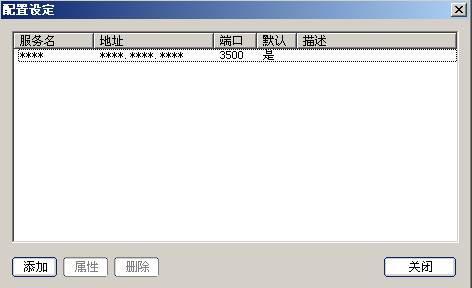 配置设定
服务名 地址 端口 默认 描述
**** ****.****.**** 3500 是
添加 属性 删除 关闭